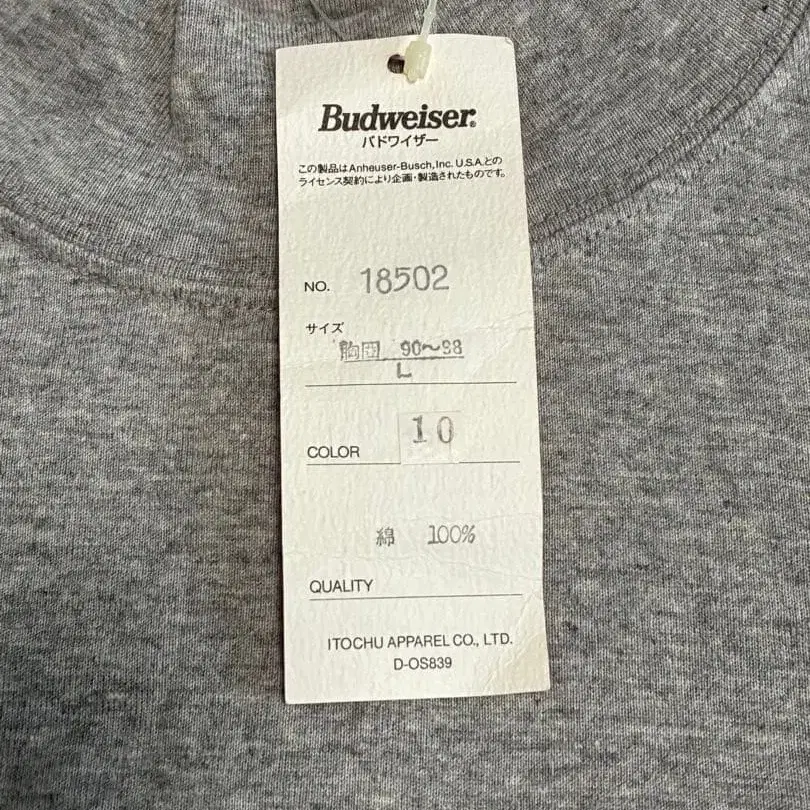 Budweiser®
バドワイザー
この製品はAnheuser-Busch, Inc. U.S.A.との
ライセンス契約により企画・製造されたものです。
NO. 18502
サイズ
胸囲 90〜98
L
COLOR 10
綿 100%
QUALITY
ITOCHU APPAREL CO., LTD.
D-OS839